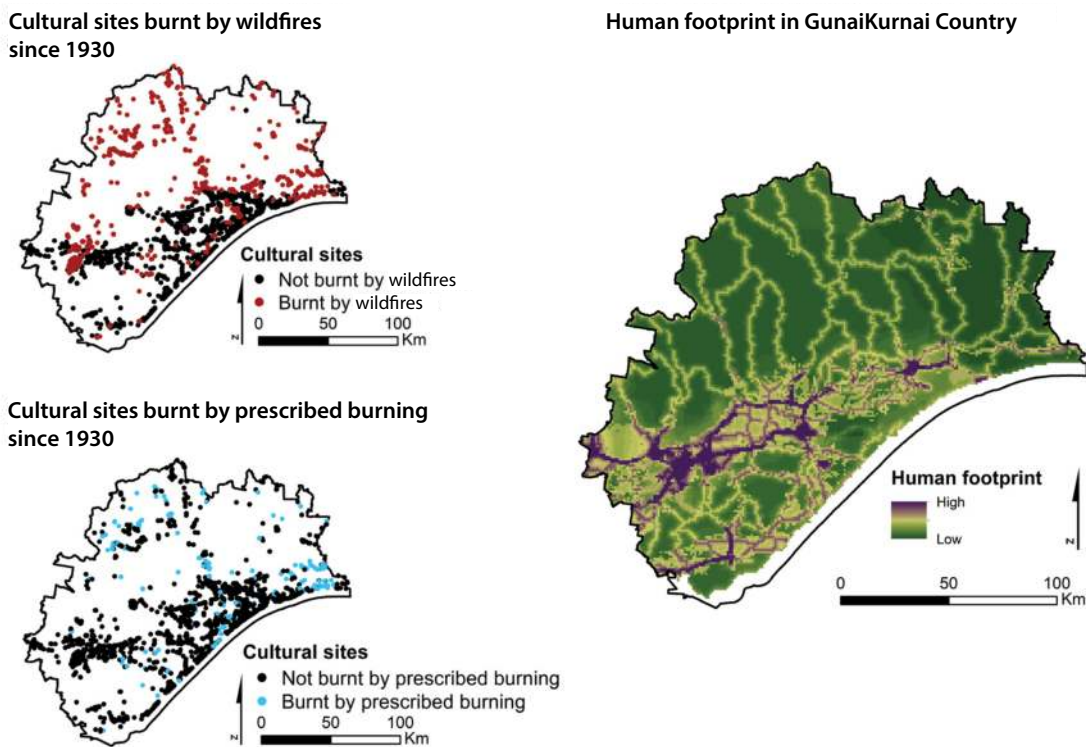 Cultural sites burnt by wildfires
since 1930
Cultural sites
Not burnt by wildfires
Burnt by wildfires
0 50 100
Km
N
Cultural sites burnt by prescribed burning
since 1930
Cultural sites
Not burnt by prescribed burning
Burnt by prescribed burning
0 50 100
Km
N
Human footprint in GunaiKurnai Country
Human footprint
High
Low
N
0 50 100
Km